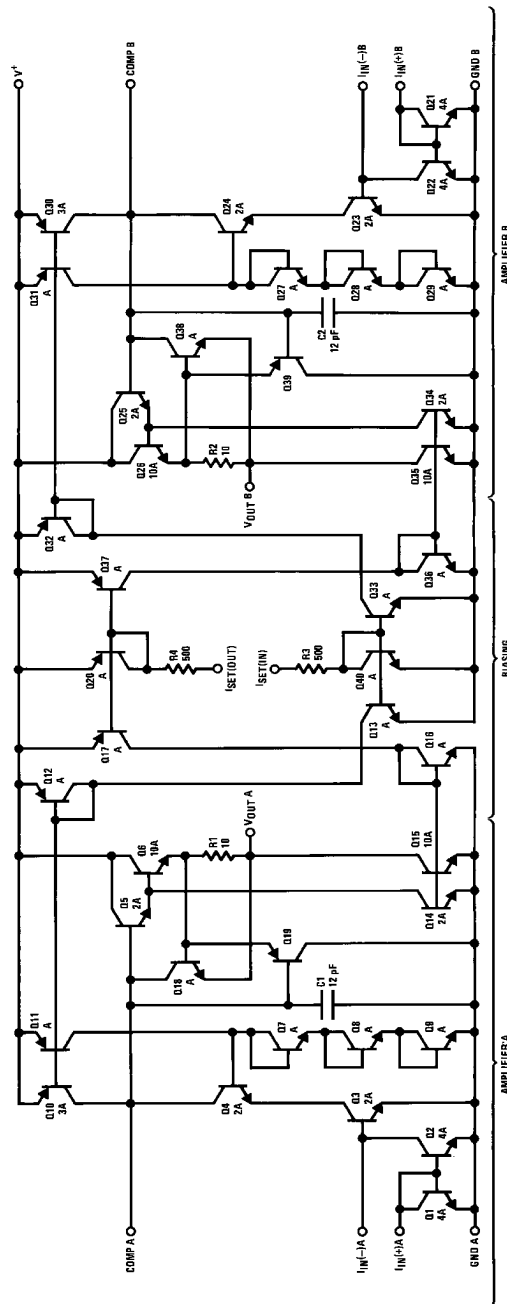 V+
Q10
3A
Q11
A
Q12
A
Q17
A
Q20
A
Q37
A
Q32
A
Q31
A
Q30
3A
COMP A
Q5
2A
Q6
10A
Q18
A
R1
10
VOUT A
R4
500
ISET(OUT)
ISET(IN)
R3
500
Q25
2A
Q26
10A
R2
10
VOUT B
Q38
A
COMP B
Q4
2A
Q7
A
Q8
A
Q9
A
C1
12 pF
Q19
Q39
C2
12 pF
Q27
A
Q28
A
Q29
A
Q24
2A
IIN(−)A
Q3
2A
IIN(+)A
Q1
4A
Q2
4A
Q14
2A
Q15
10A
Q16
A
Q13
A
Q40
A
Q33
A
Q36
A
Q35
10A
Q34
2A
Q23
2A
Q22
4A
Q21
4A
IIN(−)B
IIN(+)B
GND A
GND B
AMPLIFIER A
BIASING
AMPLIFIER B